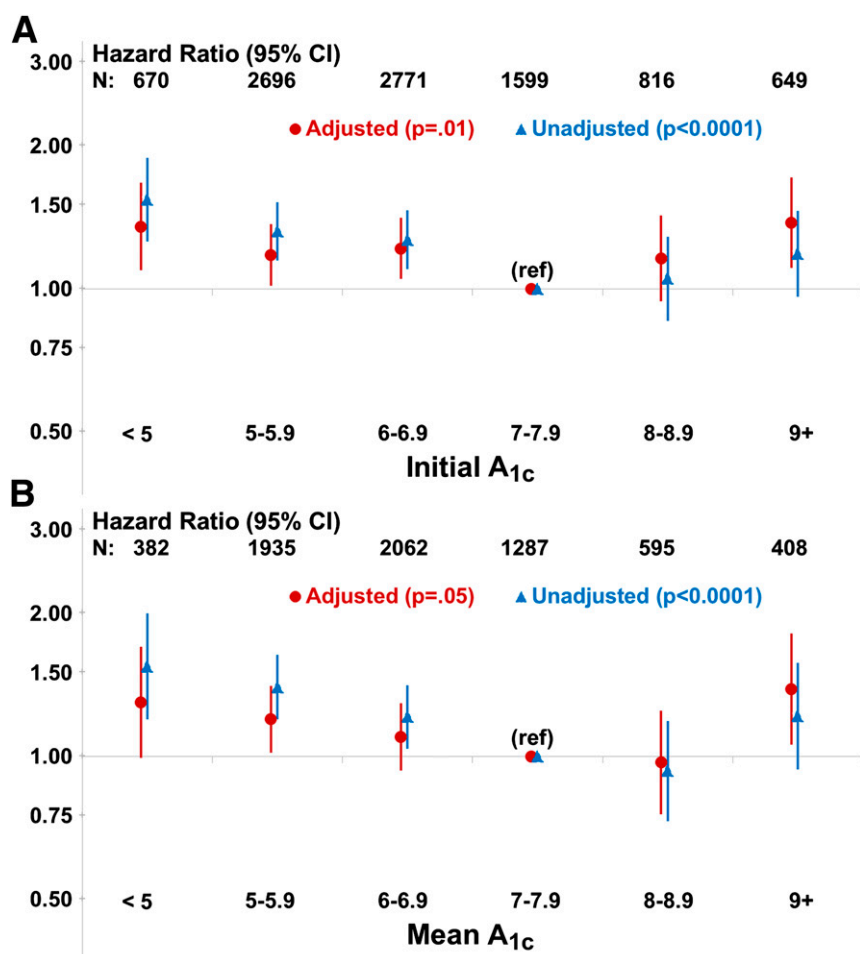 A
Hazard Ratio (95% CI)
3.00
N: 670 2696 2771 1599 816 649
● Adjusted (p=.01) ▲ Unadjusted (p<0.0001)
2.00
1.50
(ref)
1.00
0.75
0.50
< 5 5-5.9 6-6.9 7-7.9 8-8.9 9+
Initial A1c
B
Hazard Ratio (95% CI)
3.00
N: 382 1935 2062 1287 595 408
● Adjusted (p=.05) ▲ Unadjusted (p<0.0001)
2.00
1.50
(ref)
1.00
0.75
0.50
< 5 5-5.9 6-6.9 7-7.9 8-8.9 9+
Mean A1c